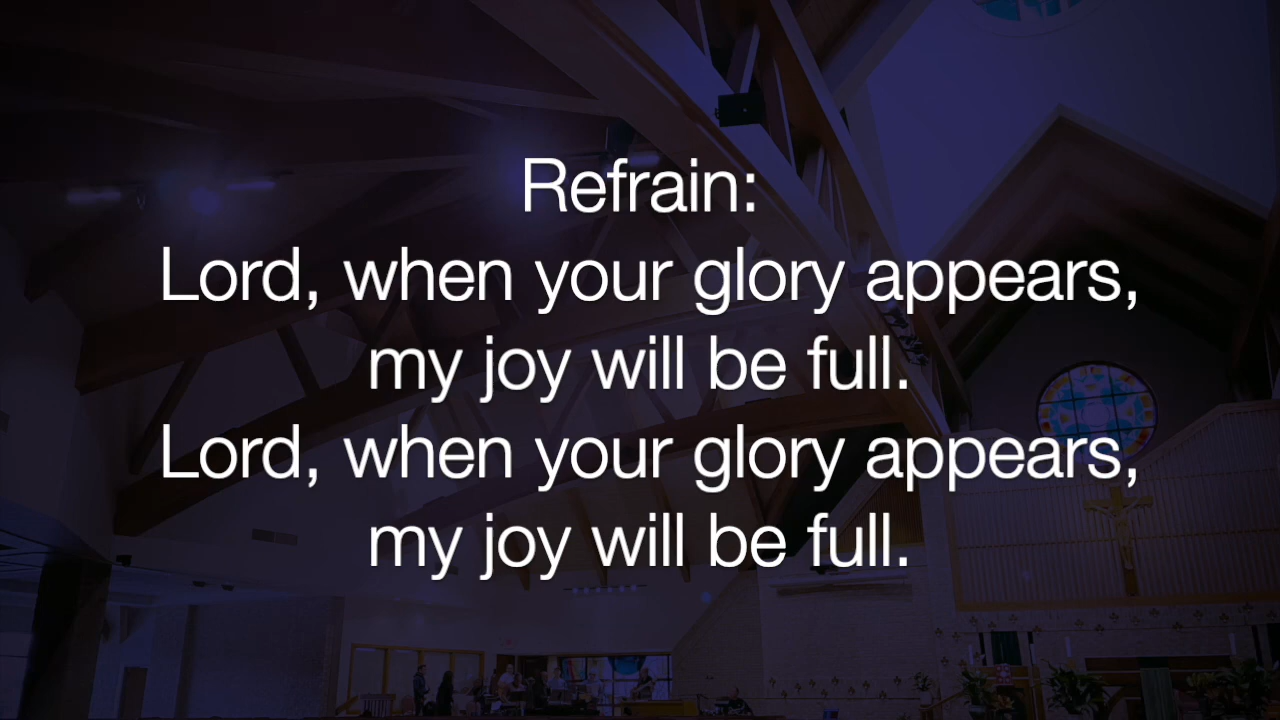 Refrain:
Lord, when your glory appears,
my joy will be full.
Lord, when your glory appears,
my joy will be full.